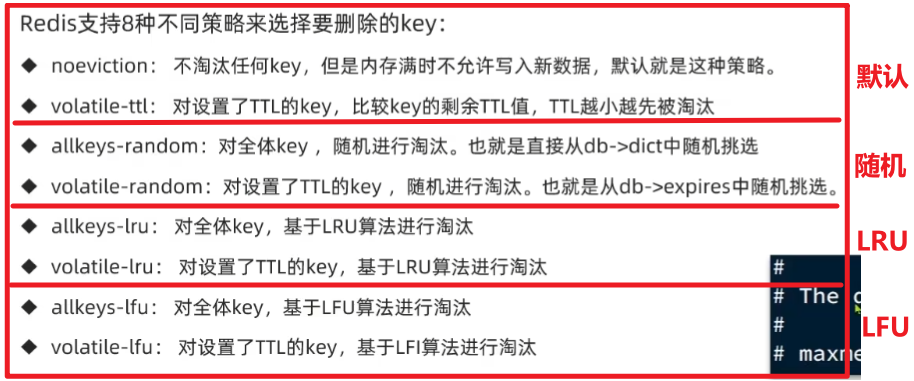 Redis支持8种不同策略来选择要删除的key：
◆ noeviction： 不淘汰任何key，但是内存满时不允许写入新数据，默认就是这种策略。
默认
◆ volatile-ttl： 对设置了TTL的key，比较key的剩余TTL值，TTL越小越先被淘汰
◆ allkeys-random：对全体key ，随机进行淘汰。也就是直接从db->dict中随机挑选
随机
◆ volatile-random：对设置了TTL的key ，随机进行淘汰。也就是从db->expires中随机挑选。
◆ allkeys-lru： 对全体key，基于LRU算法进行淘汰
LRU
◆ volatile-lru： 对设置了TTL的key，基于LRU算法进行淘汰
#
◆ allkeys-lfu： 对全体key，基于LFU算法进行淘汰
# The
#
LFU
◆ volatile-lfu： 对设置了TTL的key，基于LFI算法进行淘汰
# maxme